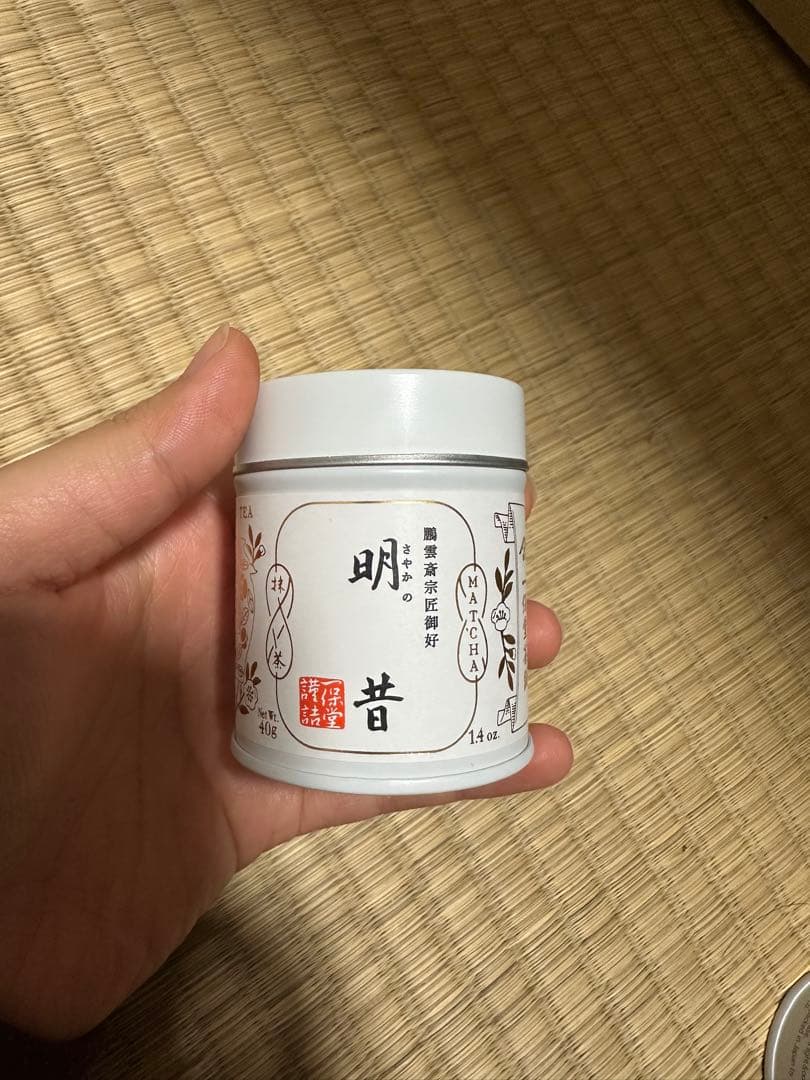 TEA
抹茶
Net Wt.
40g
鵬雲斎宗匠御好
さやかの
明昔
一保堂
謹詰
MATCHA
1.4 oz.